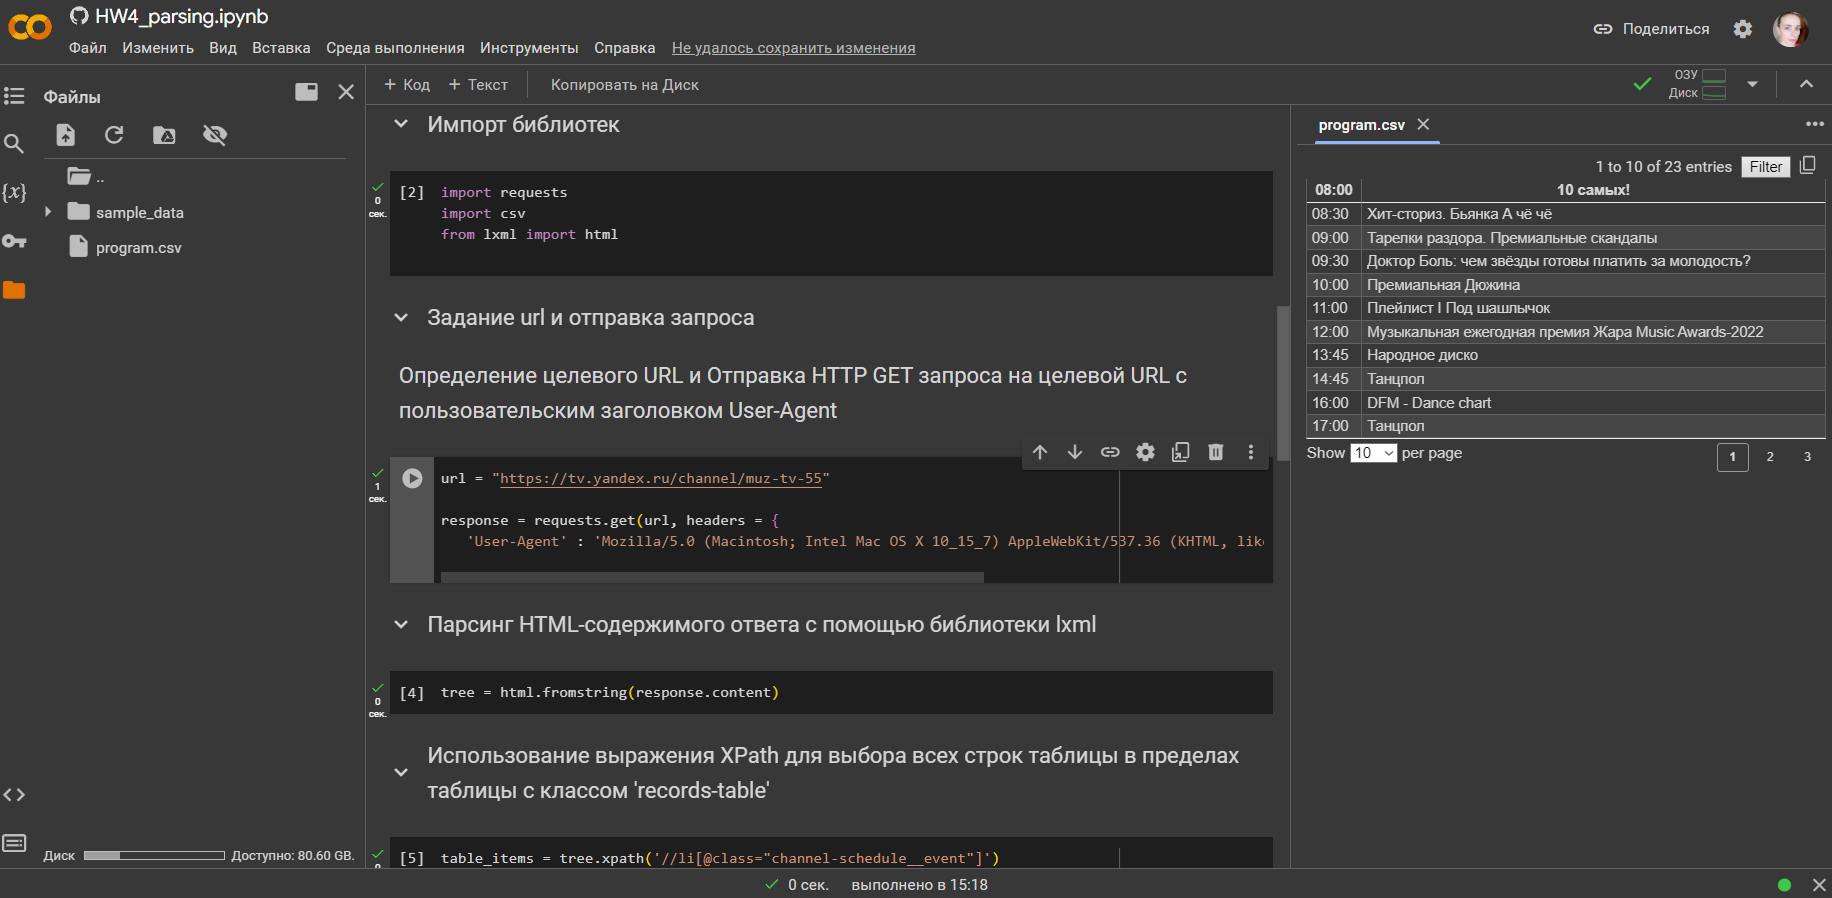 HW4_parsing.ipynb
Файл Изменить Вид Вставка Среда выполнения Инструменты Справка Не удалось сохранить изменения
Поделиться
Файлы
..
sample_data
program.csv
Диск Доступно: 80.60 GB.
+ Код + Текст Копировать на Диск
ОЗУ
Диск
Импорт библиотек
0
сек.
[2] import requests
import csv
from lxml import html
Задание url и отправка запроса
Определение целевого URL и Отправка HTTP GET запроса на целевой URL с
пользовательским заголовком User-Agent
1
сек.
url = "https://tv.yandex.ru/channel/muz-tv-55"
response = requests.get(url, headers = {
'User-Agent' : 'Mozilla/5.0 (Macintosh; Intel Mac OS X 10_15_7) AppleWebKit/537.36 (KHTML, lik
Парсинг HTML-содержимого ответа с помощью библиотеки lxml
0
сек.
[4] tree = html.fromstring(response.content)
Использование выражения XPath для выбора всех строк таблицы в пределах
таблицы с классом 'records-table'
[5] table_items = tree.xpath('//li[@class="channel-schedule__event"]')
program.csv
1 to 10 of 23 entries Filter
08:00 10 самых!
08:30 Хит-сториз. Бьянка А чё чё
09:00 Тарелки раздора. Премиальные скандалы
09:30 Доктор Боль: чем звёзды готовы платить за молодость?
10:00 Премиальная Дюжина
11:00 Плейлист I Под шашлычок
12:00 Музыкальная ежегодная премия Жара Music Awards-2022
13:45 Народное диско
14:45 Танцпол
16:00 DFM - Dance chart
17:00 Танцпол
Show 10 per page 1 2 3
0 сек. выполнено в 15:18